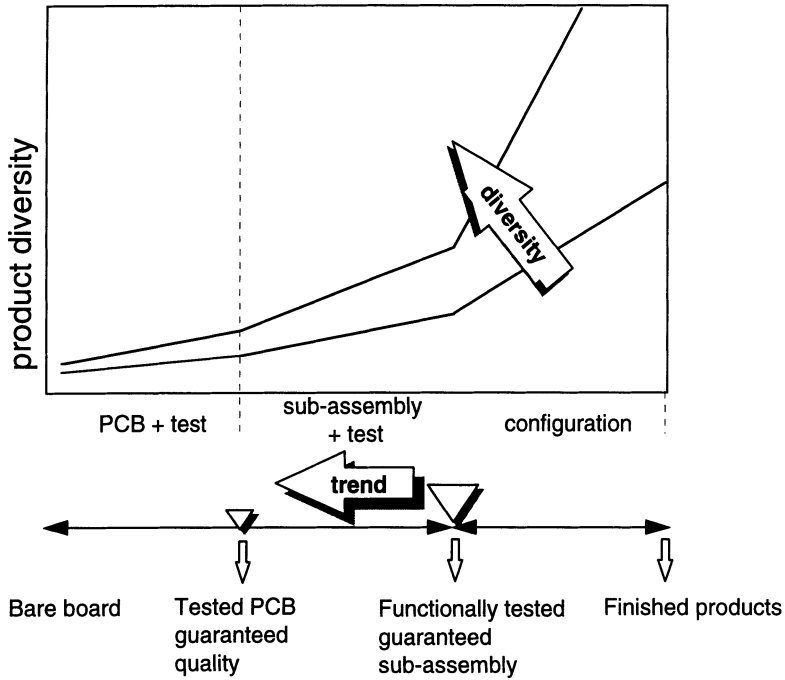 product diversity
diversity
PCB + test
sub-assembly
+ test
configuration
trend
Bare board
Tested PCB
guaranteed
quality
Functionally tested
guaranteed
sub-assembly
Finished products